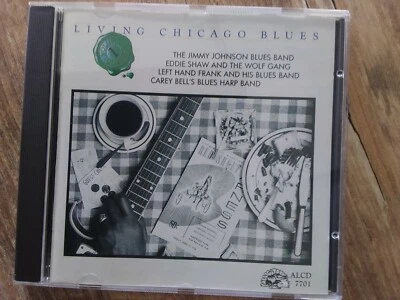 LIVING CHICAGO BLUES
THE JIMMY JOHNSON BLUES BAND
EDDIE SHAW AND THE WOLF GANG
LEFT HAND FRANK AND HIS BLUES BAND
CAREY BELL'S BLUES HARP BAND
ALCD
7701